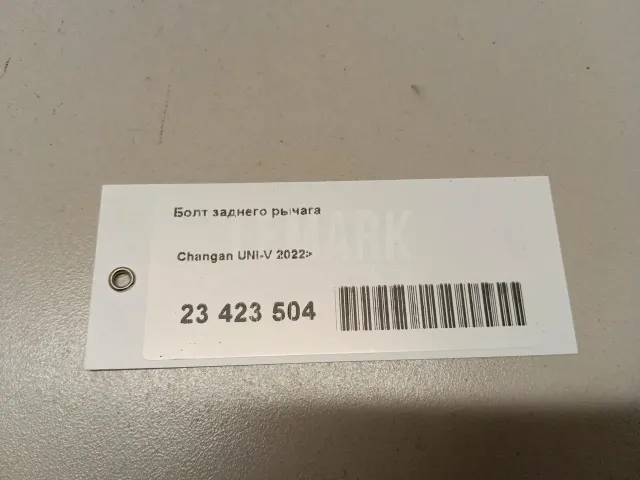 Болт заднего рычага
Changan UNI-V 2022>
23 423 504